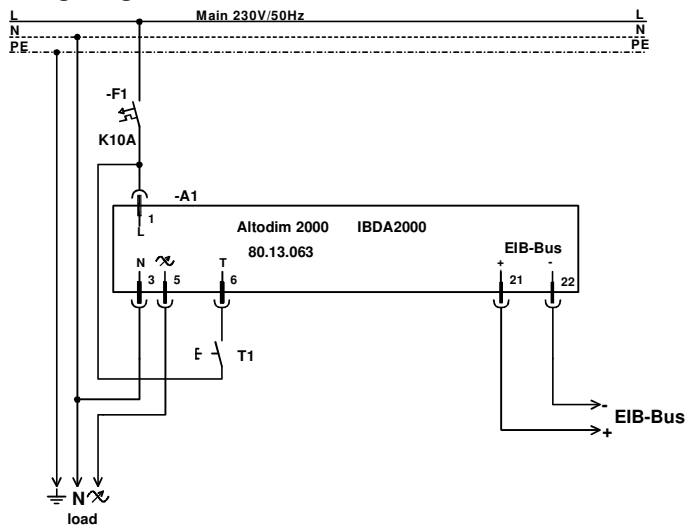 L Main 230V/50Hz L
N N
PE PE
-F1
K10A
-A1
1
L
Altodim 2000 IBDA2000
80.13.063
EIB-Bus
N T + -
3 5 6 21 22
T1
-
EIB-Bus
+
N
load